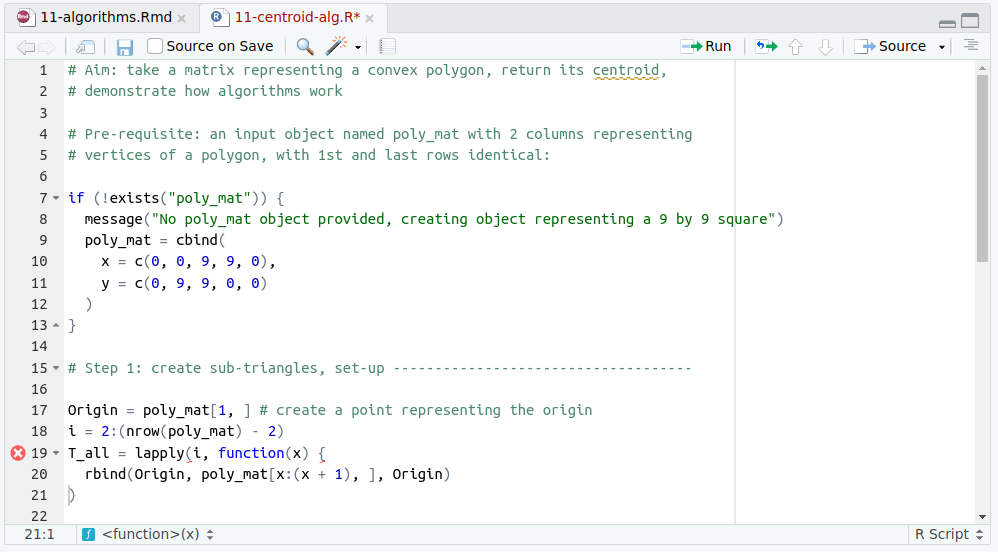 11-algorithms.Rmd × 11-centroid-alg.R* ×
Source on Save Run Source
1 # Aim: take a matrix representing a convex polygon, return its centroid,
2 # demonstrate how algorithms work
3
4 # Pre-requisite: an input object named poly_mat with 2 columns representing
5 # vertices of a polygon, with 1st and last rows identical:
6
7 if (!exists("poly_mat")) {
8   message("No poly_mat object provided, creating object representing a 9 by 9 square")
9   poly_mat = cbind(
10     x = c(0, 0, 9, 9, 0),
11     y = c(0, 9, 9, 0, 0)
12   )
13 }
14
15 # Step 1: create sub-triangles, set-up ------------------------------------
16
17 Origin = poly_mat[1, ] # create a point representing the origin
18 i = 2:(nrow(poly_mat) - 2)
19 T_all = lapply(i, function(x) {
20   rbind(Origin, poly_mat[x:(x + 1), ], Origin)
21 )
22
21:1 <function>(x) R Script